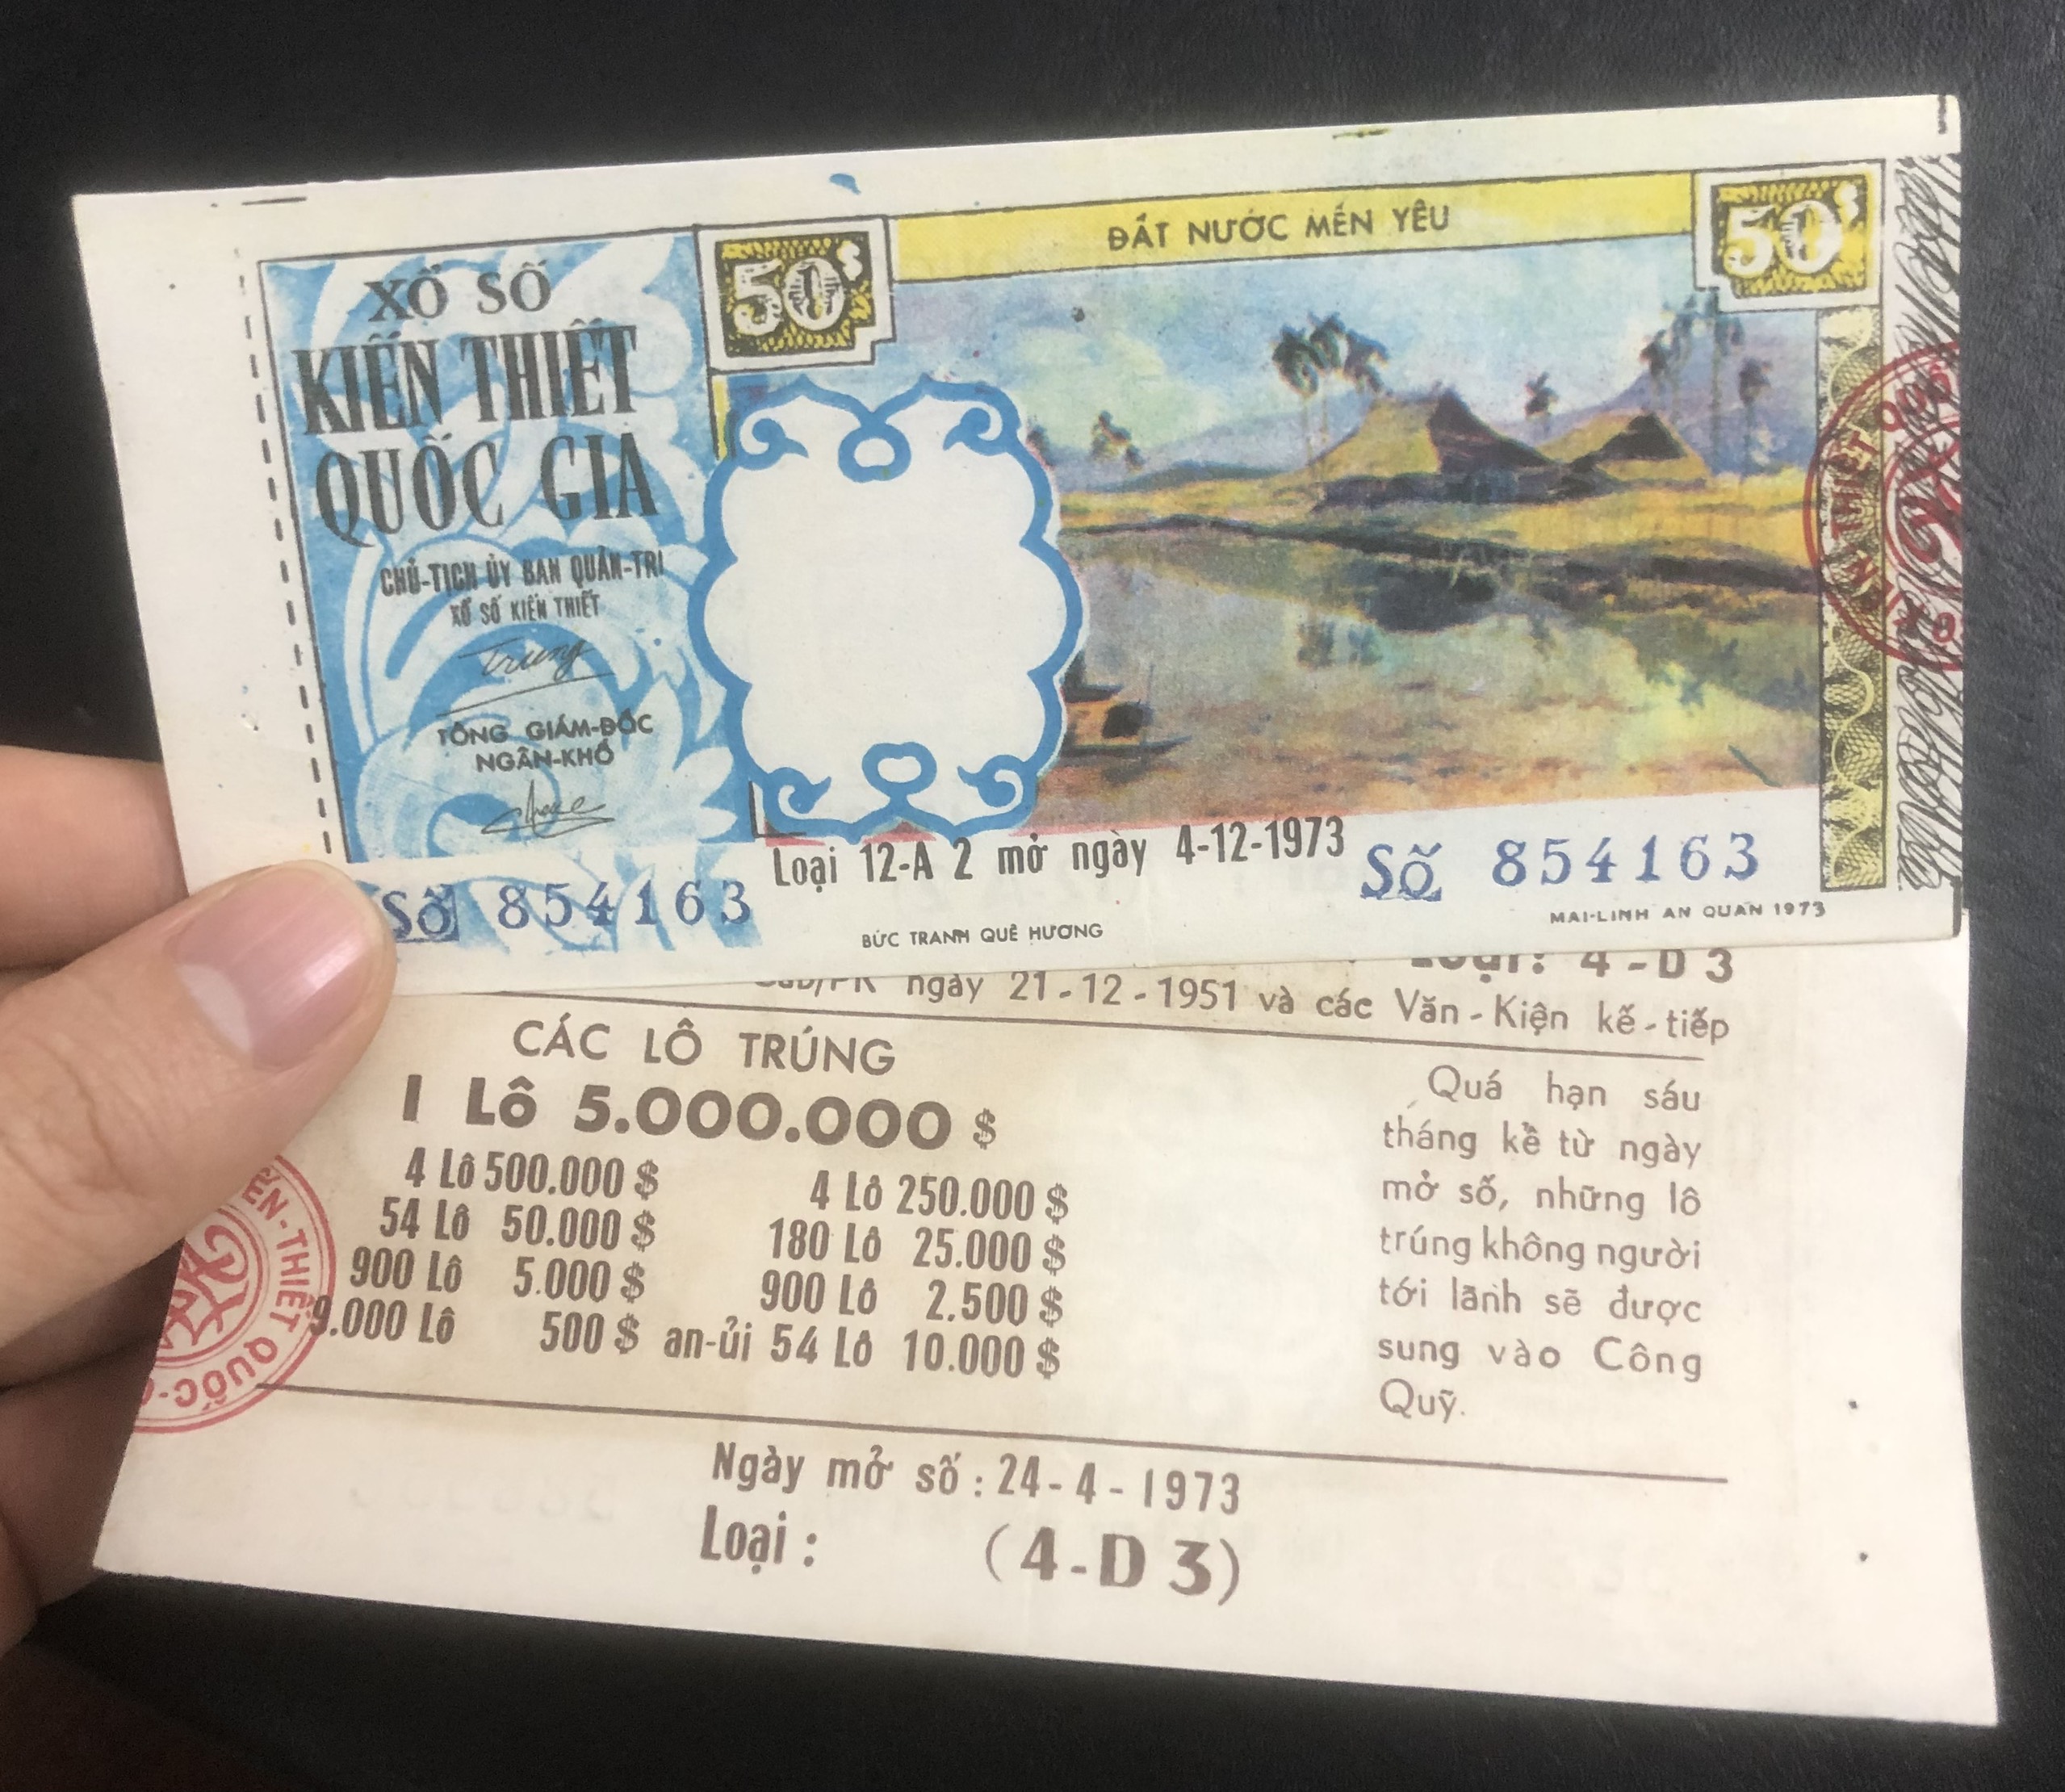 XỔ SỐ
KIẾN THIẾT
QUỐC GIA
CHỦ-TỊCH ỦY BAN QUẢN-TRỊ
XỔ SỐ KIẾN THIẾT
Trung
TỔNG GIÁM-ĐỐC
NGÂN-KHỐ
Số 854163
50$
ĐẤT NƯỚC MẾN YÊU
50$
Loại 12-A 2 mở ngày 4-12-1973
Số 854163
BỨC TRANH QUÊ HƯƠNG
MAI-LINH AN QUÁN 1973
Loại: 4-D3
ngày 21-12-1951 và các Văn-Kiện kế-tiếp
CÁC LÔ TRÚNG
1 Lô 5.000.000 $
4 Lô 500.000 $ 4 Lô 250.000 $
54 Lô 50.000 $ 180 Lô 25.000 $
900 Lô 5.000 $ 900 Lô 2.500 $
9.000 Lô 500 $ an-ủi 54 Lô 10.000 $
Quá hạn sáu
tháng kể từ ngày
mở số, những lô
trúng không người
tới lãnh sẽ được
sung vào Công
Quỹ.
Ngày mở số: 24-4-1973
Loại: (4-D 3)
THIẾT QUỐC